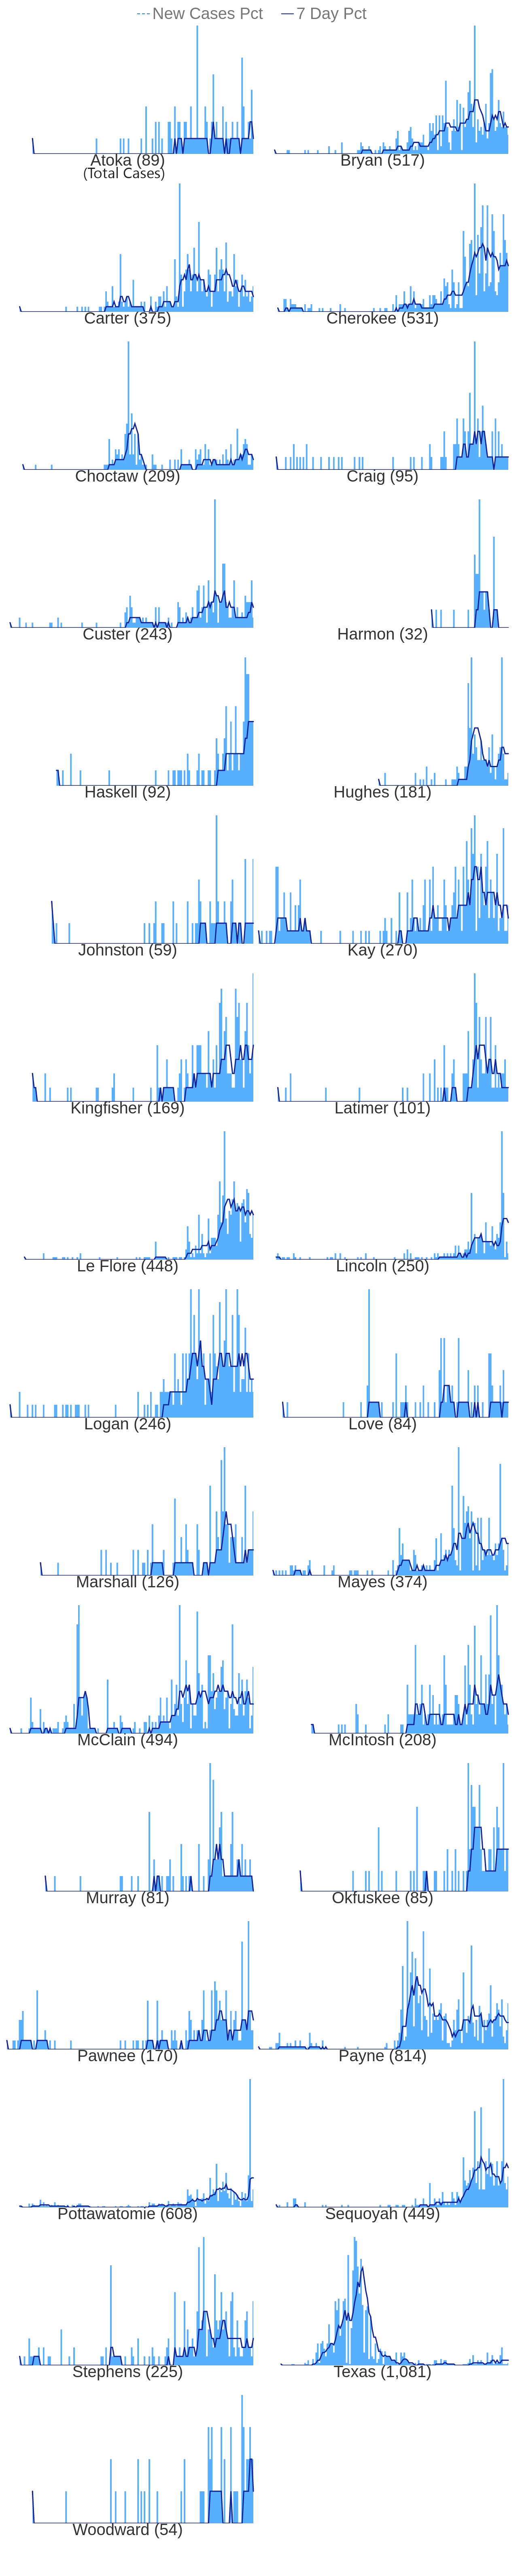 New Cases Pct 7 Day Pct
Atoka (89) Bryan (517)
(Total Cases)
Carter (375) Cherokee (531)
Choctaw (209) Craig (95)
Custer (243) Harmon (32)
Haskell (92) Hughes (181)
Johnston (59) Kay (270)
Kingfisher (169) Latimer (101)
Le Flore (448) Lincoln (250)
Logan (246) Love (84)
Marshall (126) Mayes (374)
McClain (494) McIntosh (208)
Murray (81) Okfuskee (85)
Pawnee (170) Payne (814)
Pottawatomie (608) Sequoyah (449)
Stephens (225) Texas (1,081)
Woodward (54)